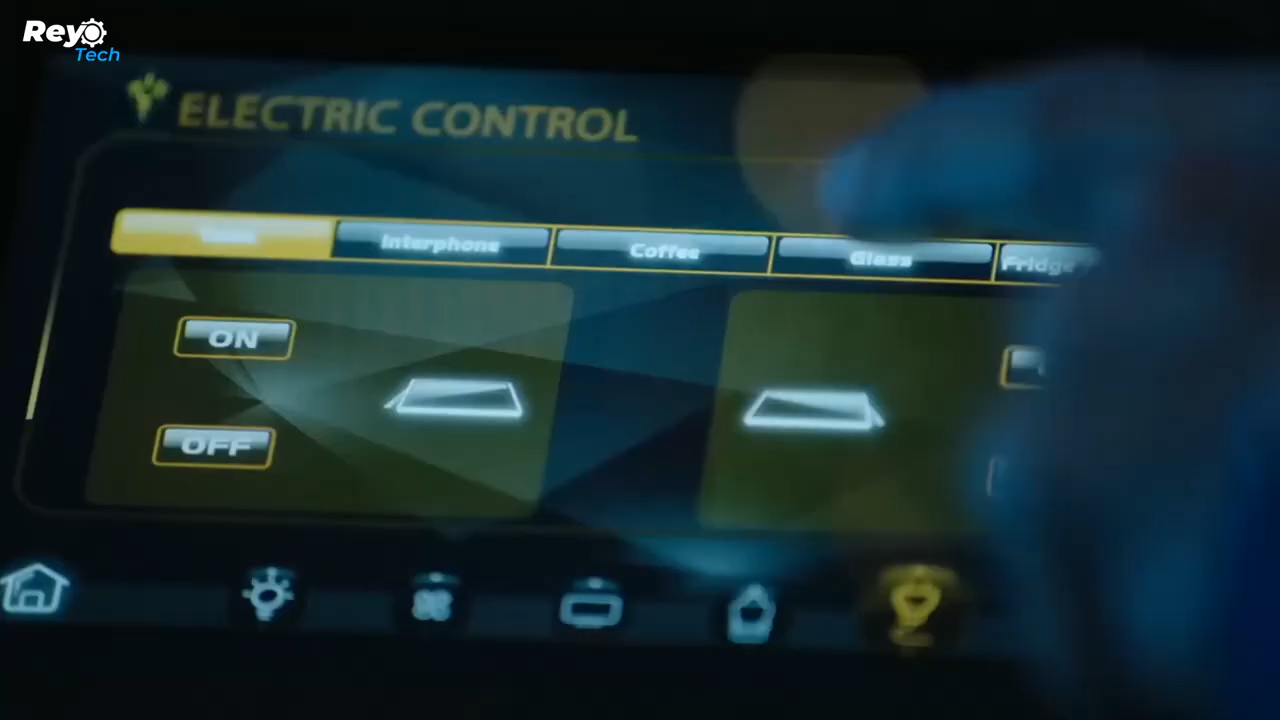 Reyo
Tech
ELECTRIC CONTROL
Interphone
Coffee
Glass
Fridge
ON
OFF